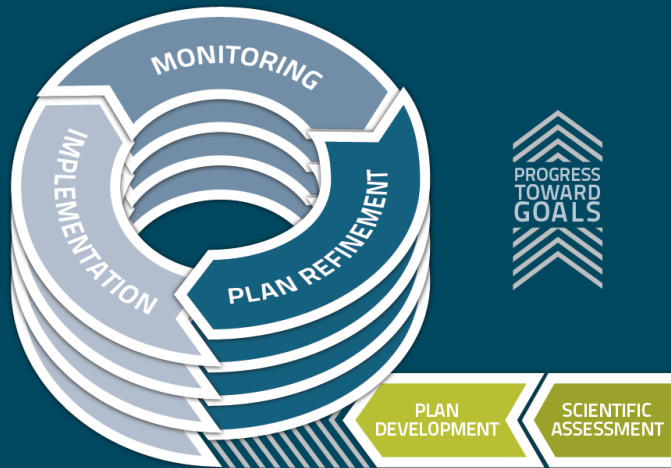 MONITORING
IMPLEMENTATION
PLAN REFINEMENT
PROGRESS
TOWARD
GOALS
PLAN
DEVELOPMENT
SCIENTIFIC
ASSESSMENT